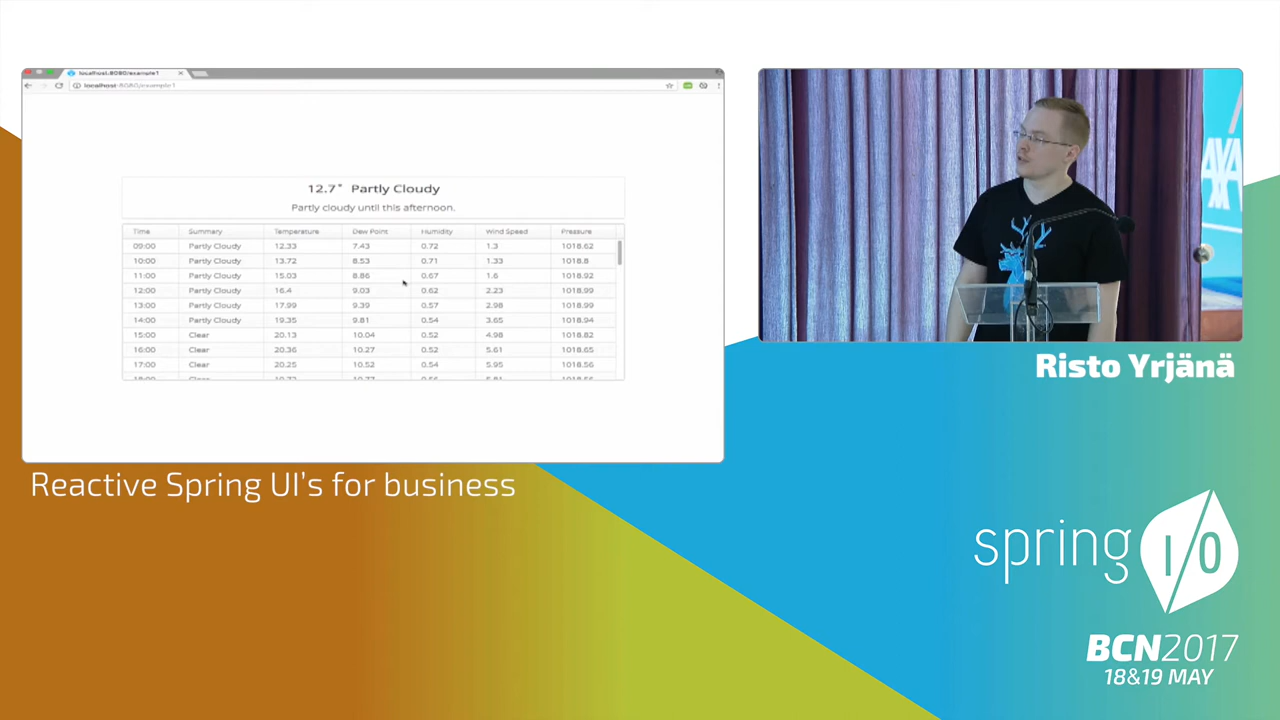 localhost:8080/example1
localhost:8080/example1
12.7° Partly Cloudy
Partly cloudy until this afternoon.
Time Summary Temperature Dew Point Humidity Wind Speed Pressure
09:00 Partly Cloudy 12.33 7.43 0.72 1.3 1018.62
10:00 Partly Cloudy 13.72 8.53 0.71 1.33 1018.8
11:00 Partly Cloudy 15.03 8.86 0.67 1.6 1018.92
12:00 Partly Cloudy 16.4 9.03 0.62 2.23 1018.99
13:00 Partly Cloudy 17.99 9.39 0.57 2.98 1018.99
14:00 Partly Cloudy 19.35 9.81 0.54 3.65 1018.94
15:00 Clear 20.13 10.04 0.52 4.98 1018.82
16:00 Clear 20.36 10.27 0.52 5.61 1018.65
17:00 Clear 20.25 10.52 0.54 5.95 1018.56
AXA
Risto Yrjänä
Reactive Spring UI's for business
spring I/O
BCN2017
18&19 MAY